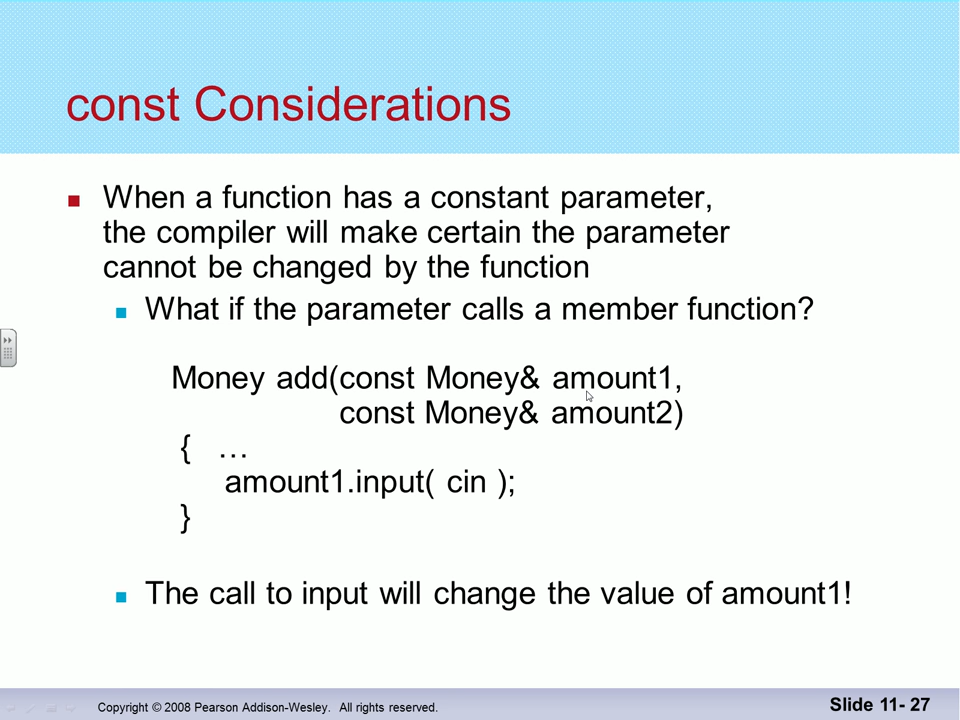 const Considerations
When a function has a constant parameter,
the compiler will make certain the parameter
cannot be changed by the function
What if the parameter calls a member function?
Money add(const Money& amount1,
const Money& amount2)
{ …
amount1.input( cin );
}
The call to input will change the value of amount1!
Copyright © 2008 Pearson Addison-Wesley. All rights reserved.
Slide 11- 27